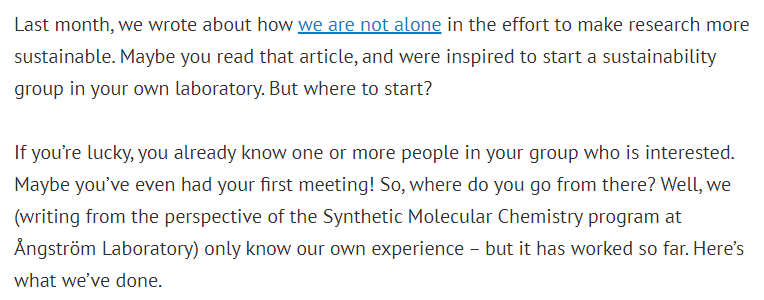 Last month, we wrote about how we are not alone in the effort to make research more
sustainable. Maybe you read that article, and were inspired to start a sustainability
group in your own laboratory. But where to start?
If you’re lucky, you already know one or more people in your group who is interested.
Maybe you’ve even had your first meeting! So, where do you go from there? Well, we
(writing from the perspective of the Synthetic Molecular Chemistry program at
Ångström Laboratory) only know our own experience – but it has worked so far. Here’s
what we’ve done.